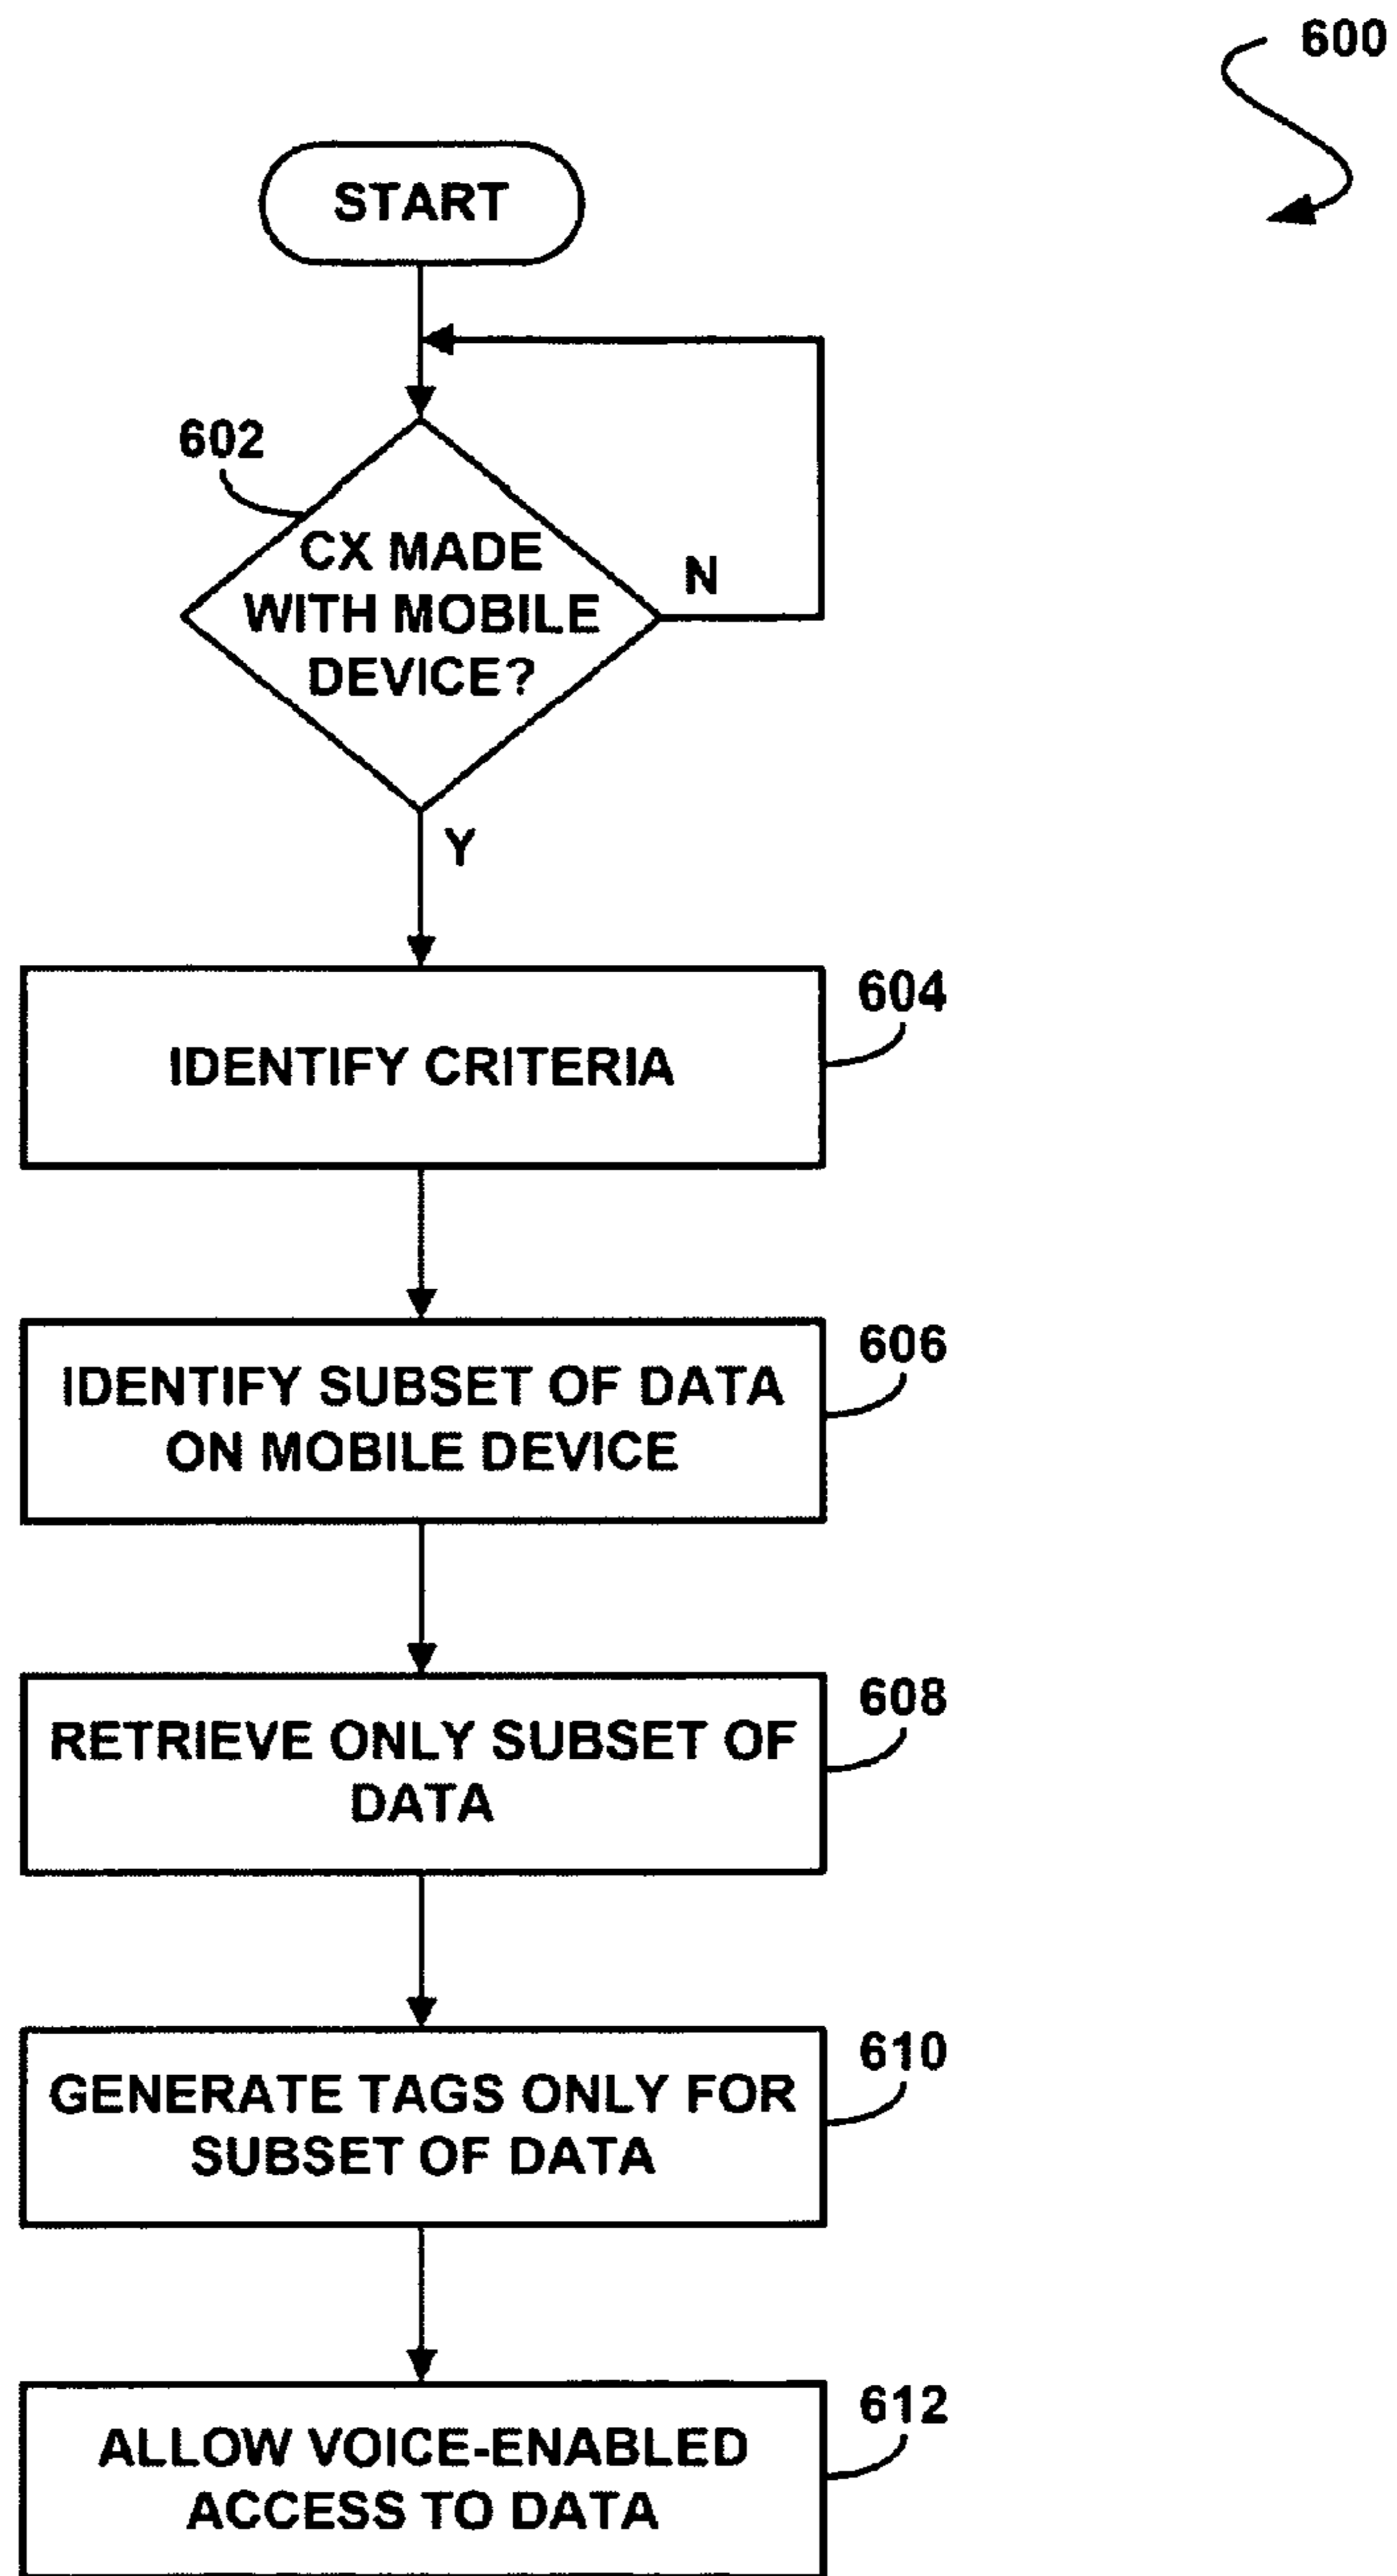 600
START
602
CX MADE
WITH MOBILE
DEVICE?
N
Y
604
IDENTIFY CRITERIA
606
IDENTIFY SUBSET OF DATA
ON MOBILE DEVICE
608
RETRIEVE ONLY SUBSET OF
DATA
610
GENERATE TAGS ONLY FOR
SUBSET OF DATA
612
ALLOW VOICE-ENABLED
ACCESS TO DATA